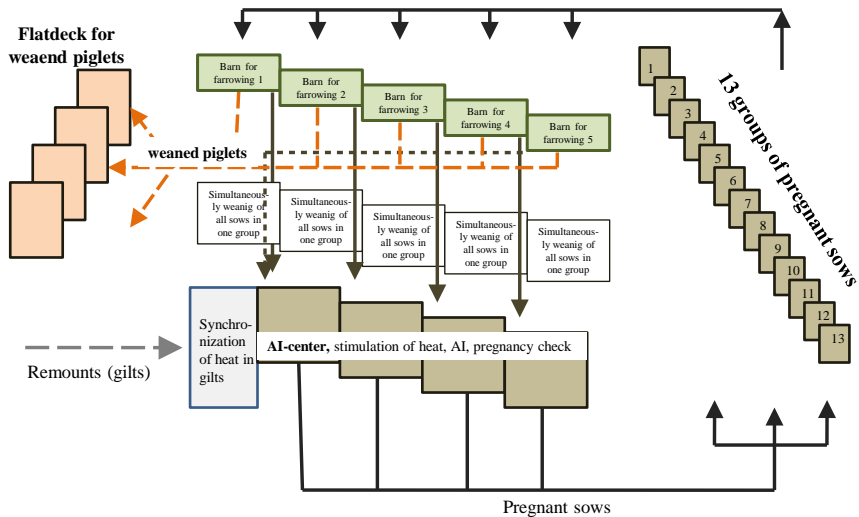 Flatdeck for
weaend piglets
Barn for
farrowing 1
Barn for
farrowing 2
Barn for
farrowing 3
Barn for
farrowing 4
Barn for
farrowing 5
weaned piglets
Simultaneous-
ly weanig of
all sows in
one group
Simultaneous-
ly weanig of
all sows in
one group
Simultaneous-
ly weanig of
all sows in
one group
Simultaneous-
ly weanig of
all sows in
one group
Simultaneous-
ly weanig of
all sows in
one group
1
2
3
4
5
6
7
8
9
10
11
12
13
13 groups of pregnant sows
Synchro-
nization
of heat in
gilts
AI-center, stimulation of heat, AI, pregnancy check
Remounts (gilts)
Pregnant sows